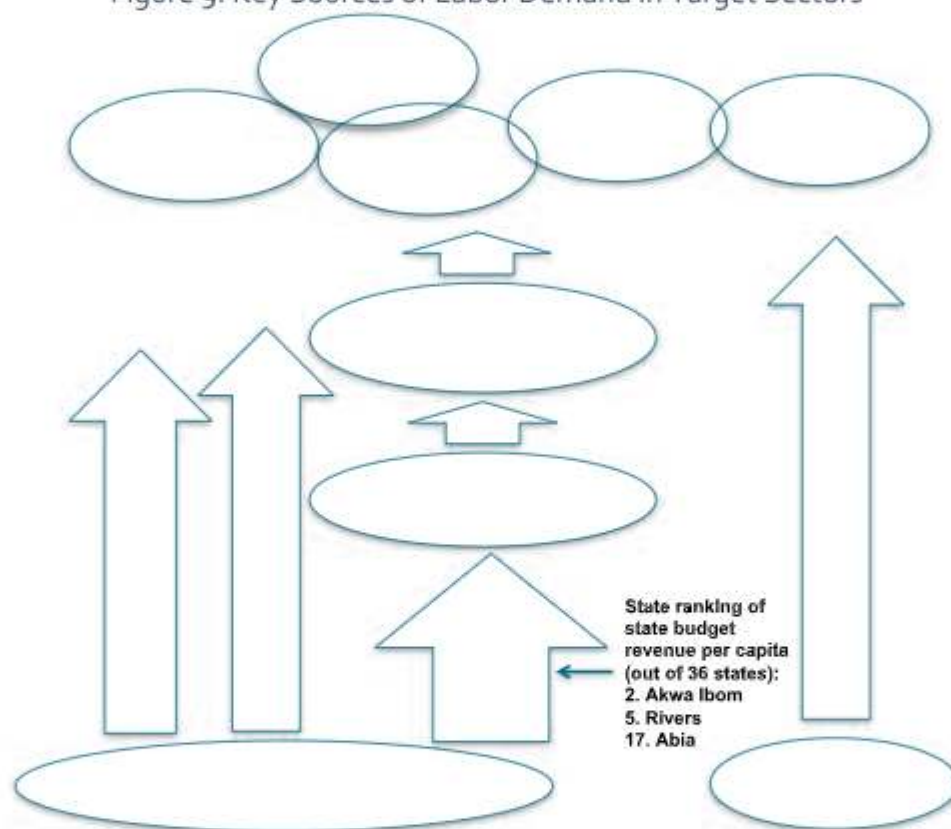 Figure 9: Key Sources of Labor Demand in Target Sectors
State ranking of
state budget
revenue per capita
(out of 36 states):
2. Akwa Ibom
5. Rivers
17. Abia